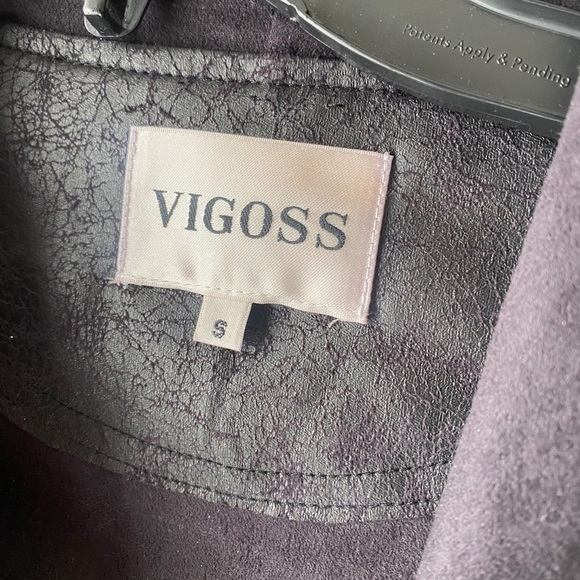 Patents Apply & Pending
VIGOSS
S